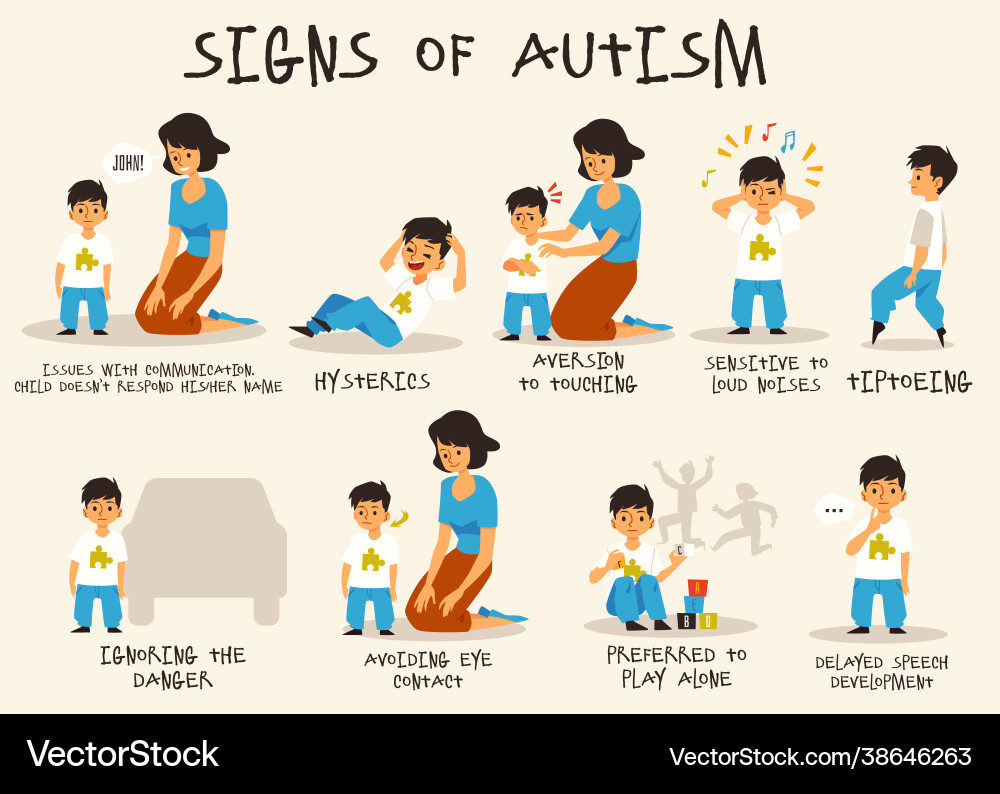 SIGNS OF AUTISM
JOHN!
ISSUES WITH COMMUNICATION.
CHILD DOESN'T RESPOND HIS/HER NAME
HYSTERICS
AVERSION
TO TOUCHING
SENSITIVE TO
LOUD NOISES
TIPTOEING
IGNORING THE
DANGER
AVOIDING EYE
CONTACT
C
A
E
B D
PREFERRED TO
PLAY ALONE
...
DELAYED SPEECH
DEVELOPMENT
VectorStock
VectorStock.com/38646263